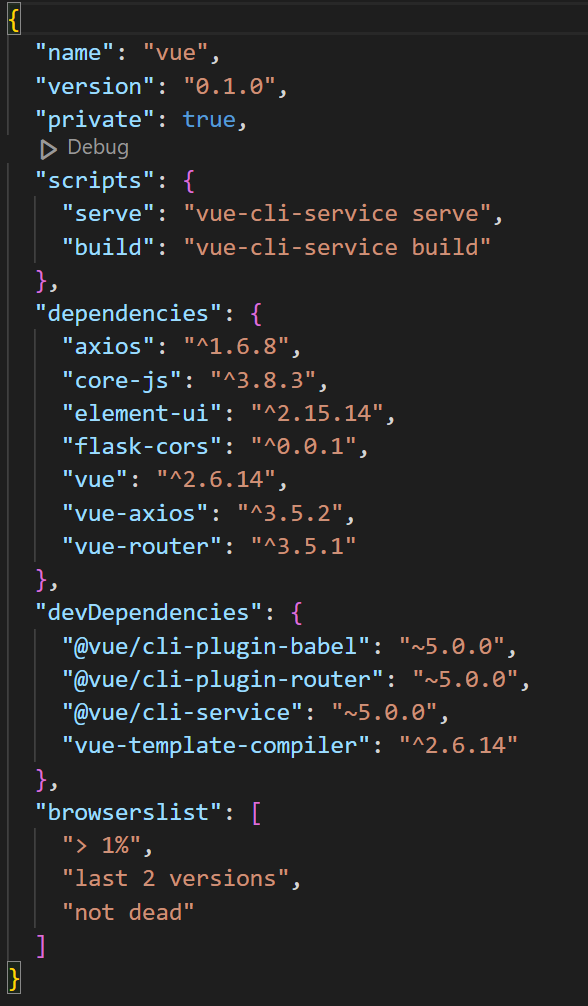 {
  "name": "vue",
  "version": "0.1.0",
  "private": true,
  Debug
  "scripts": {
    "serve": "vue-cli-service serve",
    "build": "vue-cli-service build"
  },
  "dependencies": {
    "axios": "^1.6.8",
    "core-js": "^3.8.3",
    "element-ui": "^2.15.14",
    "flask-cors": "^0.0.1",
    "vue": "^2.6.14",
    "vue-axios": "^3.5.2",
    "vue-router": "^3.5.1"
  },
  "devDependencies": {
    "@vue/cli-plugin-babel": "~5.0.0",
    "@vue/cli-plugin-router": "~5.0.0",
    "@vue/cli-service": "~5.0.0",
    "vue-template-compiler": "^2.6.14"
  },
  "browserslist": [
    "> 1%",
    "last 2 versions",
    "not dead"
  ]
}